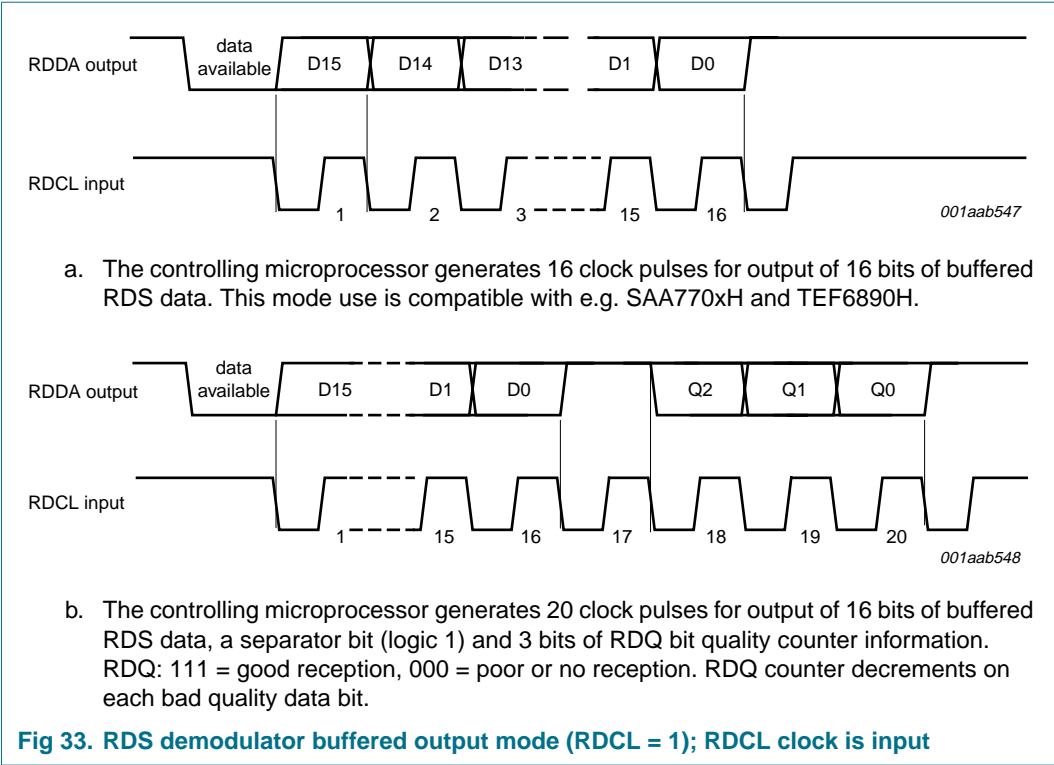 data
available
RDDA output D15 D14 D13 D1 D0
RDCL input
1 2 3 15 16
001aab547
a. The controlling microprocessor generates 16 clock pulses for output of 16 bits of buffered
RDS data. This mode use is compatible with e.g. SAA770xH and TEF6890H.
data
available
RDDA output D15 D1 D0 Q2 Q1 Q0
RDCL input
1 15 16 17 18 19 20
001aab548
b. The controlling microprocessor generates 20 clock pulses for output of 16 bits of buffered
RDS data, a separator bit (logic 1) and 3 bits of RDQ bit quality counter information.
RDQ: 111 = good reception, 000 = poor or no reception. RDQ counter decrements on
each bad quality data bit.
Fig 33. RDS demodulator buffered output mode (RDCL = 1); RDCL clock is input